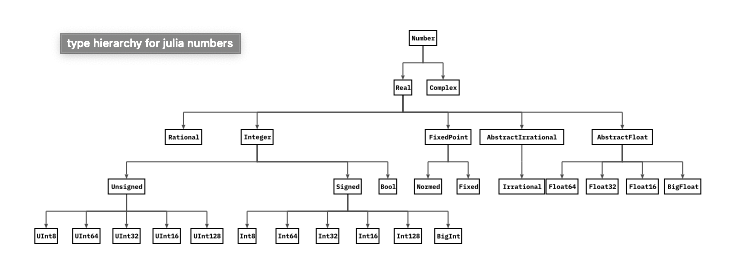 type hierarchy for julia numbers
Number
Real Complex
Rational Integer FixedPoint AbstractIrrational AbstractFloat
Unsigned Signed Bool Normed Fixed Irrational Float64 Float32 Float16 BigFloat
UInt8 UInt64 UInt32 UInt16 UInt128 Int8 Int64 Int32 Int16 Int128 BigInt